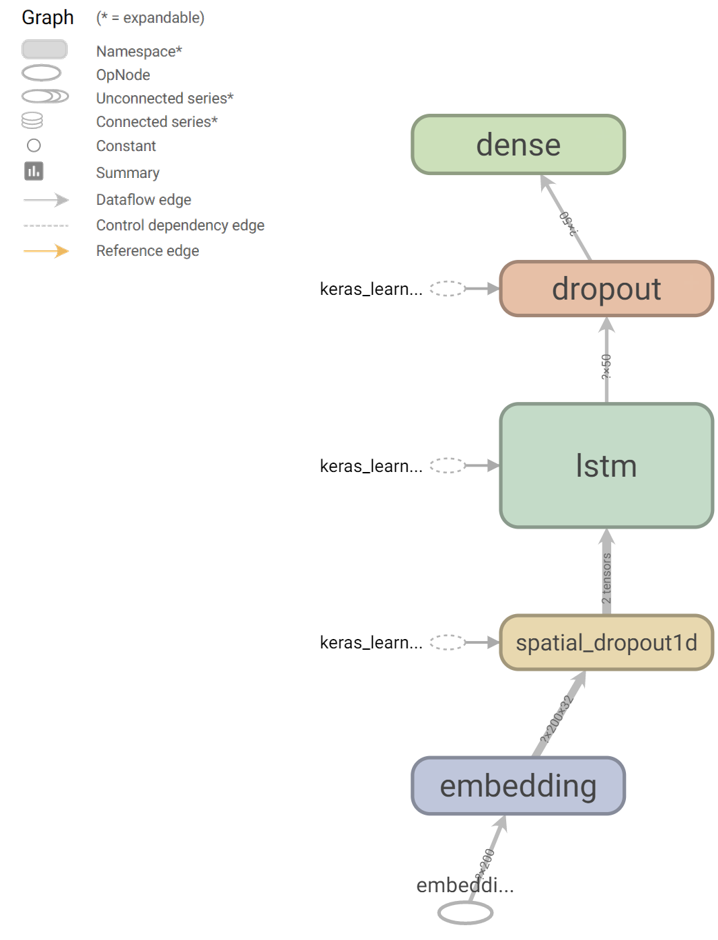 Graph (* = expandable)
Namespace*
OpNode
Unconnected series*
Connected series*
Constant
Summary
Dataflow edge
Control dependency edge
Reference edge
dense
?×50
keras_learn...
dropout
?×50
keras_learn...
lstm
2 tensors
keras_learn...
spatial_dropout1d
?×200×32
embedding
?×200
embeddi...